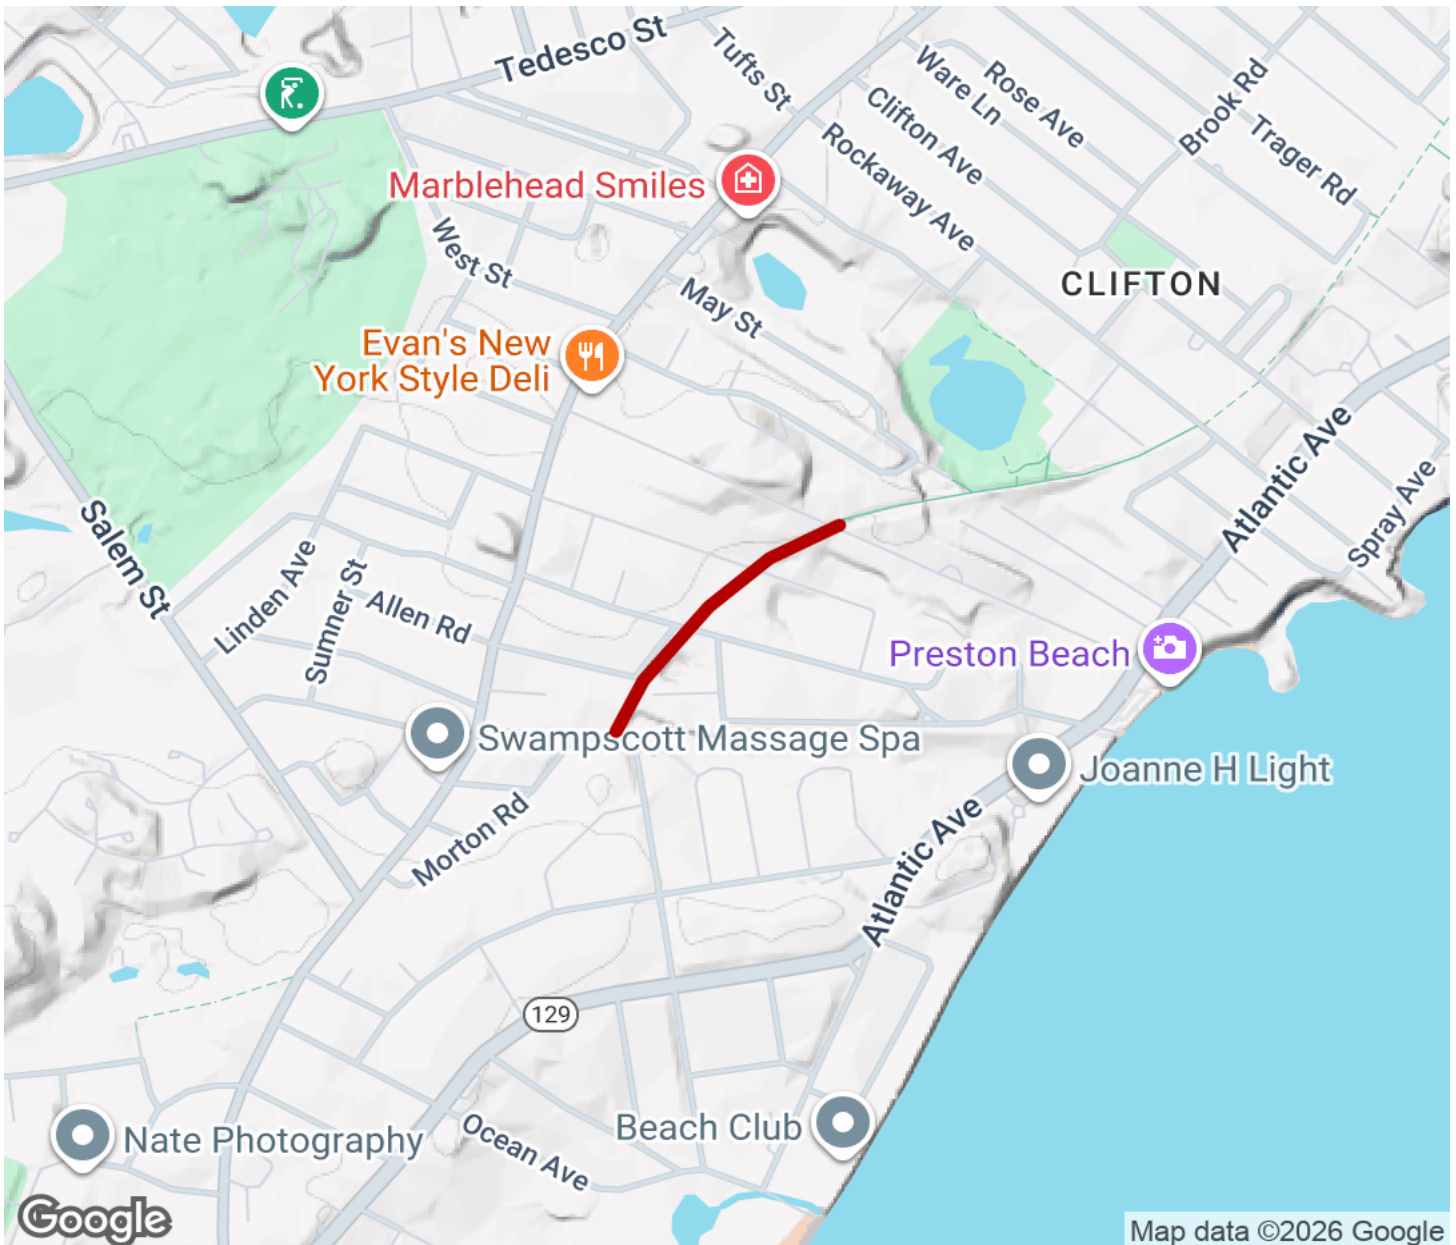 Tedesco St
Tufts St
Ware Ln
Rose Ave
Brook Rd
Clifton Ave
Trager Rd
Rockaway Ave
Marblehead Smiles
West St
May St
CLIFTON
Evan's New
York Style Deli
Atlantic Ave
Spray Ave
Salem St
Linden Ave
Sumner St
Allen Rd
Preston Beach
Swampscott Massage Spa
Joanne H Light
Morton Rd
Atlantic Ave
129
Beach Club
Nate Photography
Ocean Ave
Google
Map data ©2026 Google